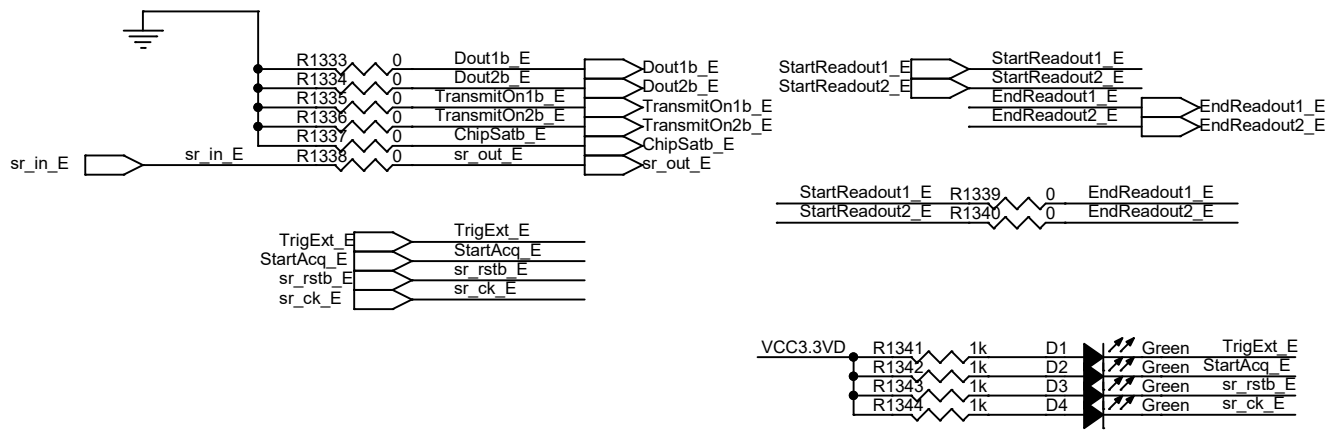 R1333 0 Dout1b_E Dout1b_E
R1334 0 Dout2b_E Dout2b_E
R1335 0 TransmitOn1b_E TransmitOn1b_E
R1336 0 TransmitOn2b_E TransmitOn2b_E
R1337 0 ChipSatb_E ChipSatb_E
sr_in_E sr_in_E R1338 0 sr_out_E sr_out_E
StartReadout1_E StartReadout1_E
StartReadout2_E StartReadout2_E
EndReadout1_E EndReadout1_E
EndReadout2_E EndReadout2_E
StartReadout1_E R1339 0 EndReadout1_E
StartReadout2_E R1340 0 EndReadout2_E
TrigExt_E TrigExt_E
StartAcq_E StartAcq_E
sr_rstb_E sr_rstb_E
sr_ck_E sr_ck_E
VCC3.3VD R1341 1k D1 Green TrigExt_E
R1342 1k D2 Green StartAcq_E
R1343 1k D3 Green sr_rstb_E
R1344 1k D4 Green sr_ck_E